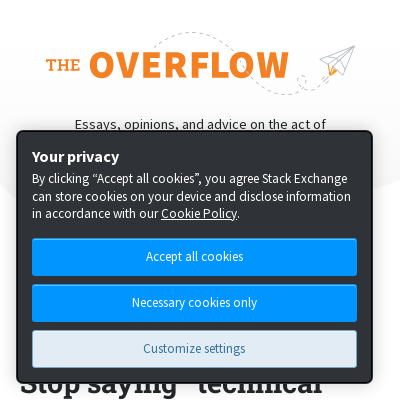 THE OVERFLOW
Essays, opinions, and advice on the act of
Your privacy
By clicking “Accept all cookies”, you agree Stack Exchange
can store cookies on your device and disclose information
in accordance with our Cookie Policy.
Accept all cookies
Necessary cookies only
Customize settings
Stop saying “technical